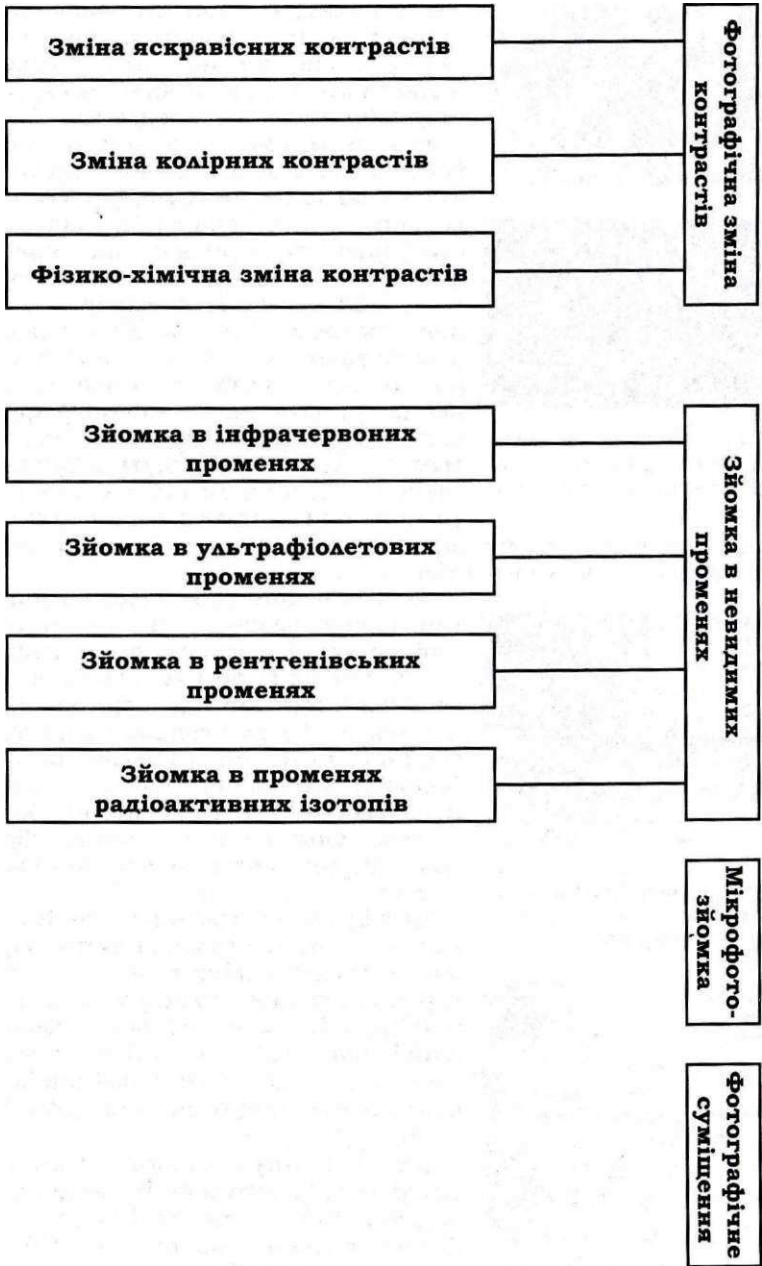 Зміна яскравісних контрастів
Зміна колірних контрастів
Фізико-хімічна зміна контрастів
Фотографічна зміна
контрастів
Зйомка в інфрачервоних
променях
Зйомка в ультрафіолетових
променях
Зйомка в рентгенівських
променях
Зйомка в променях
радіоактивних ізотопів
Зйомка в невидимих
променях
Мікрофото-
зйомка
Фотографічне
суміщення